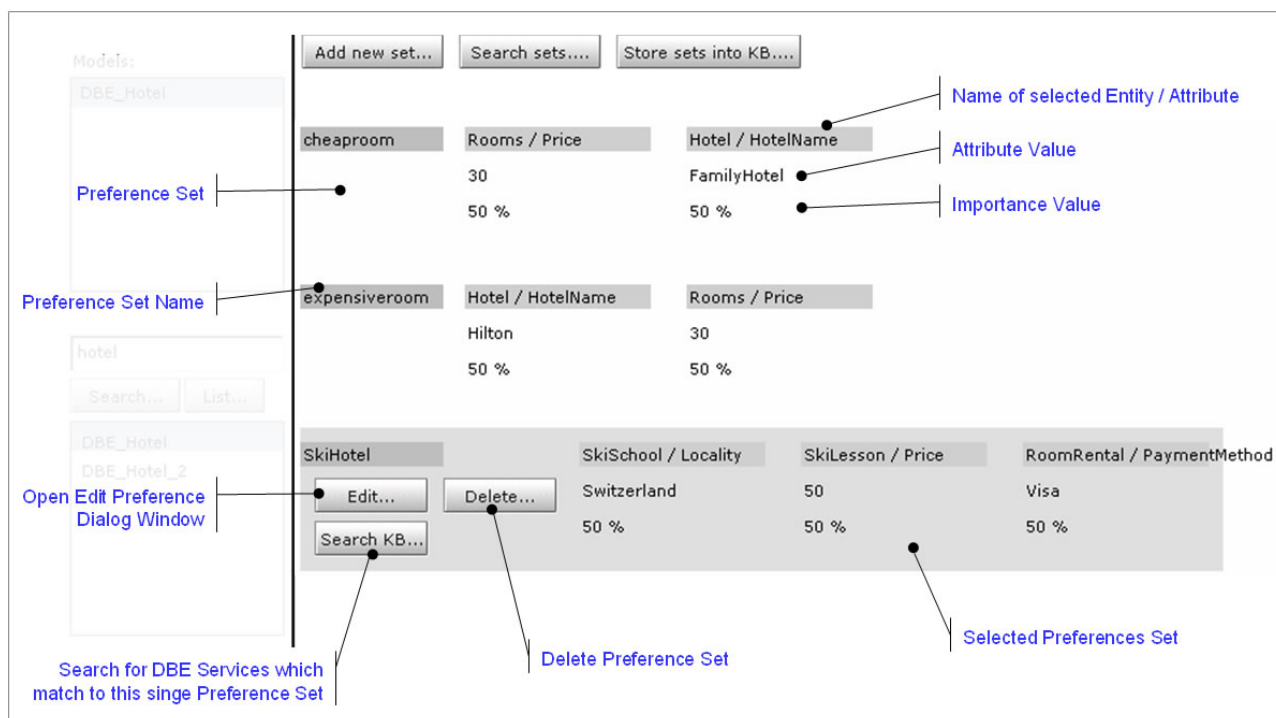 Models:
DBE_Hotel
Add new set...
Search sets....
Store sets into KB....
Name of selected Entity / Attribute
cheaproom
Rooms / Price
Hotel / HotelName
Attribute Value
30
FamilyHotel
Preference Set
Importance Value
50 %
50 %
Preference Set Name
expensiveroom
Hotel / HotelName
Rooms / Price
Hilton
30
50 %
50 %
hotel
Search...
List...
DBE_Hotel
DBE_Hotel_2
SkiHotel
SkiSchool / Locality
SkiLesson / Price
RoomRental / PaymentMethod
Open Edit Preference
Dialog Window
Edit...
Delete...
Switzerland
50
Visa
Search KB...
50 %
50 %
50 %
Search for DBE Services which
match to this singe Preference Set
Delete Preference Set
Selected Preferences Set